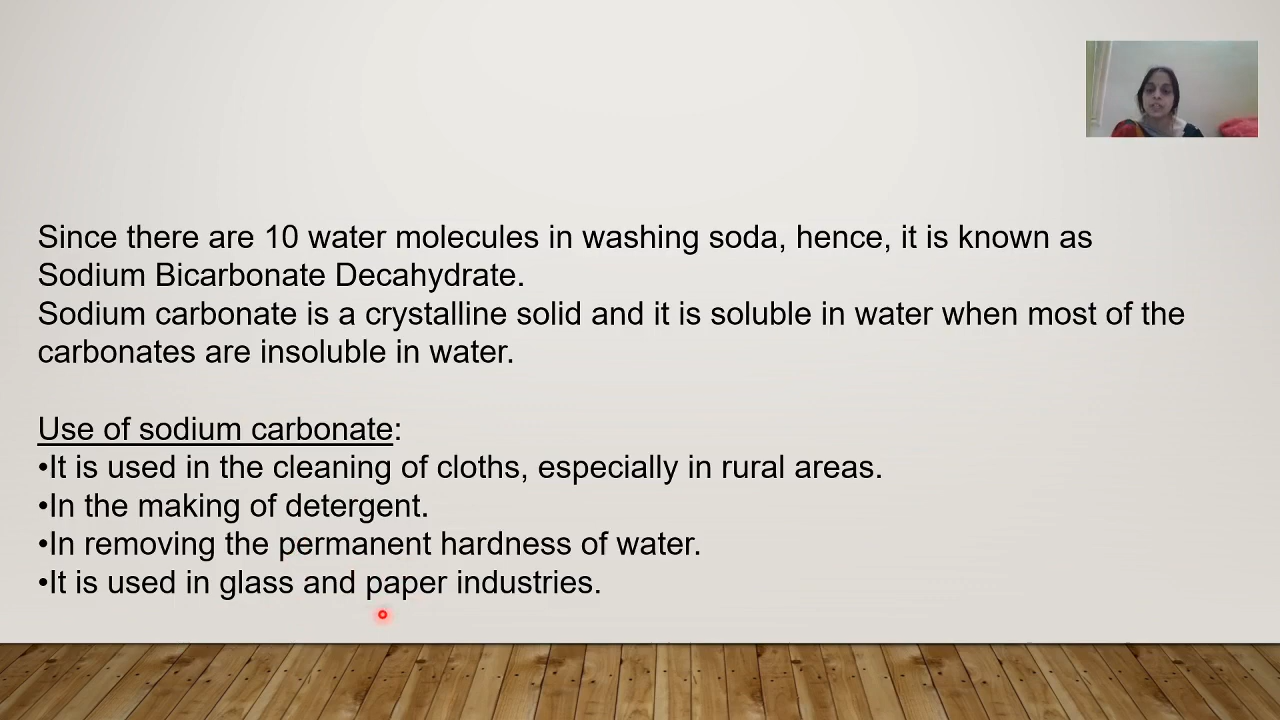 Since there are 10 water molecules in washing soda, hence, it is known as
Sodium Bicarbonate Decahydrate.
Sodium carbonate is a crystalline solid and it is soluble in water when most of the
carbonates are insoluble in water.
Use of sodium carbonate:
•It is used in the cleaning of cloths, especially in rural areas.
•In the making of detergent.
•In removing the permanent hardness of water.
•It is used in glass and paper industries.